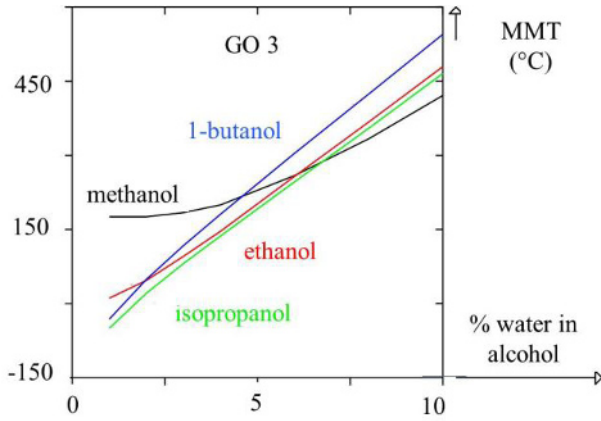 GO 3
MMT
(°C)
450
1-butanol
methanol
150
ethanol
isopropanol
% water in
alcohol
-150
0
5
10